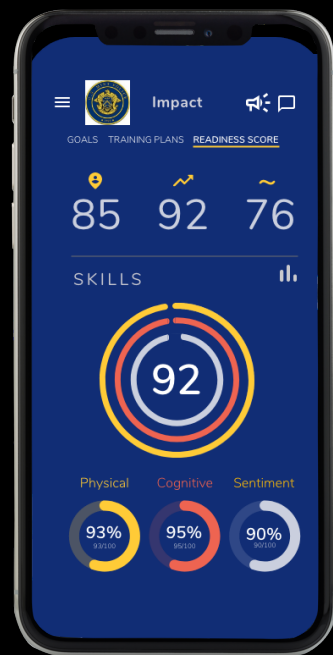 Impact
GOALS TRAINING PLANS READINESS SCORE
85 92 76
SKILLS
92
Physical Cognitive Sentiment
93% 95% 90%
93/100 95/100 90/100